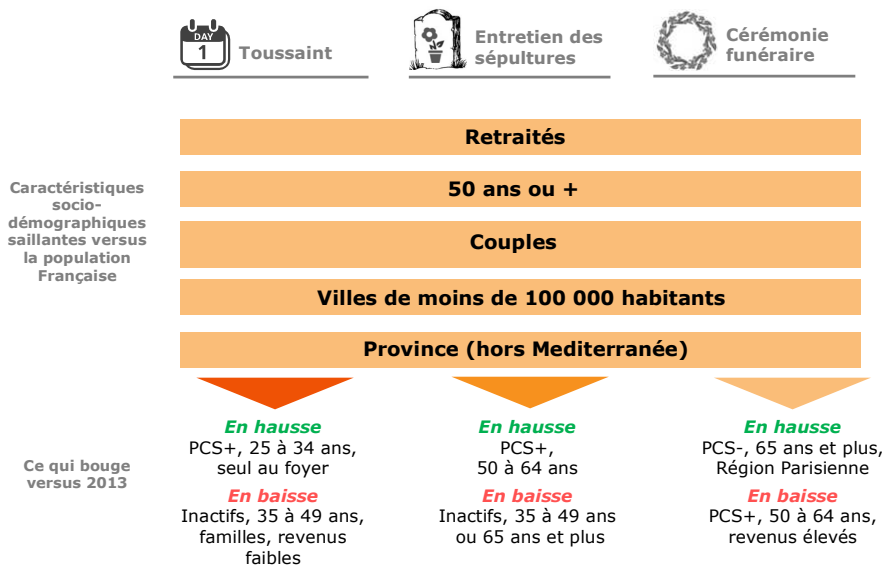 DAY
1
Toussaint
Entretien des
sépultures
Cérémonie
funéraire
Caractéristiques
socio-
démographiques
saillantes versus
la population
Française
Retraités
50 ans ou +
Couples
Villes de moins de 100 000 habitants
Province (hors Mediterranée)
Ce qui bouge
versus 2013
En hausse
PCS+, 25 à 34 ans,
seul au foyer
En baisse
Inactifs, 35 à 49 ans,
familles, revenus
faibles
En hausse
PCS+,
50 à 64 ans
En baisse
Inactifs, 35 à 49 ans
ou 65 ans et plus
En hausse
PCS-, 65 ans et plus,
Région Parisienne
En baisse
PCS+, 50 à 64 ans,
revenus élevés